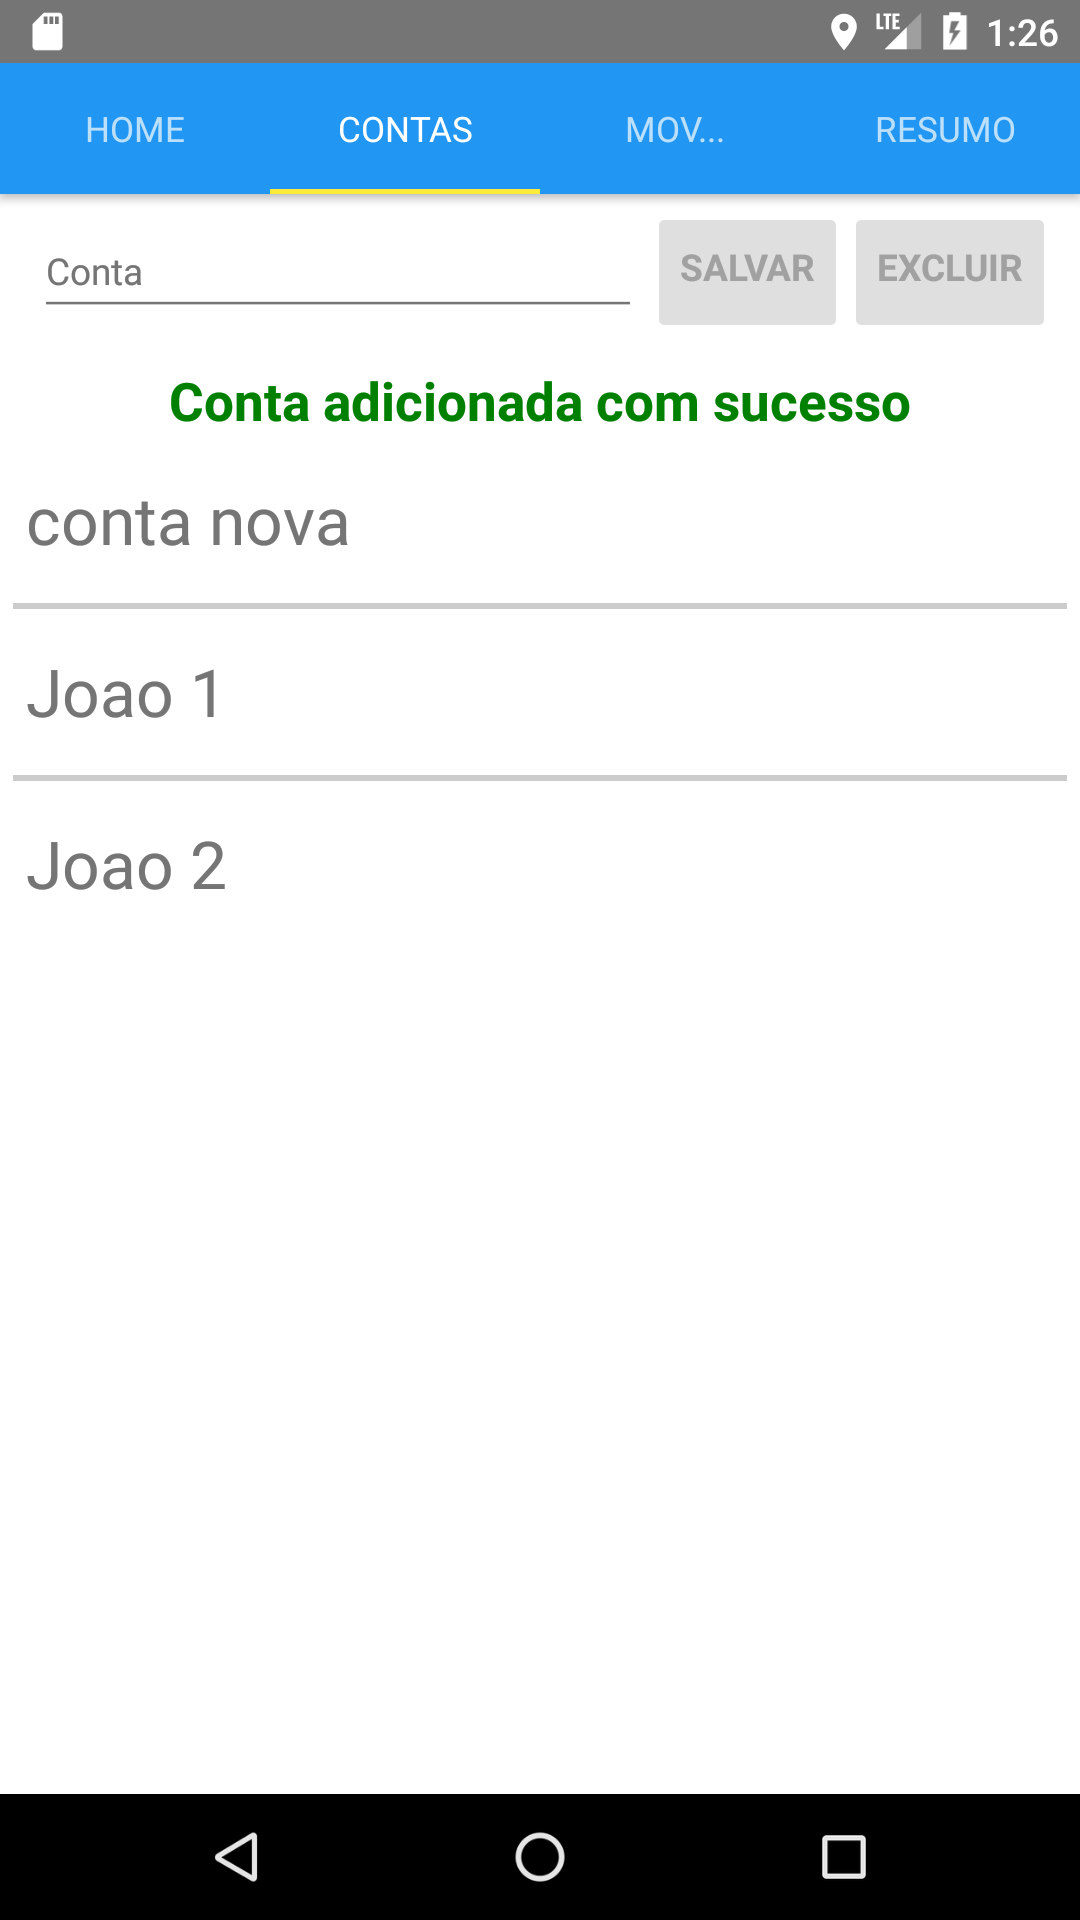 LTE 1:26
HOME CONTAS MOV... RESUMO
Conta SALVAR EXCLUIR
Conta adicionada com sucesso
conta nova
Joao 1
Joao 2